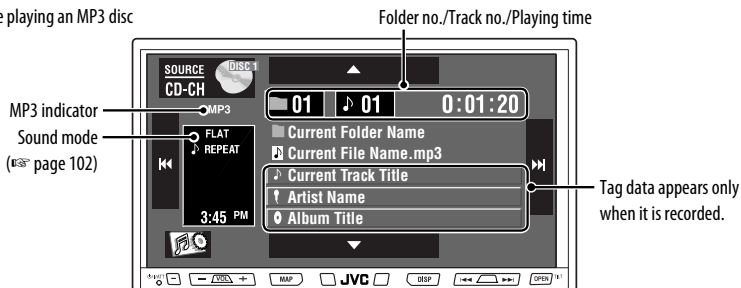 e playing an MP3 disc
Folder no./Track no./Playing time
SOURCE
DISC 1
CD-CH
MP3
MP3 indicator
01 01 0:01:20
Sound mode
(☞ page 102)
FLAT
REPEAT
Current Folder Name
Current File Name.mp3
Current Track Title
Artist Name
Album Title
Tag data appears only
when it is recorded.
3:45 PM
− VOL + MAP JVC DISP OPEN